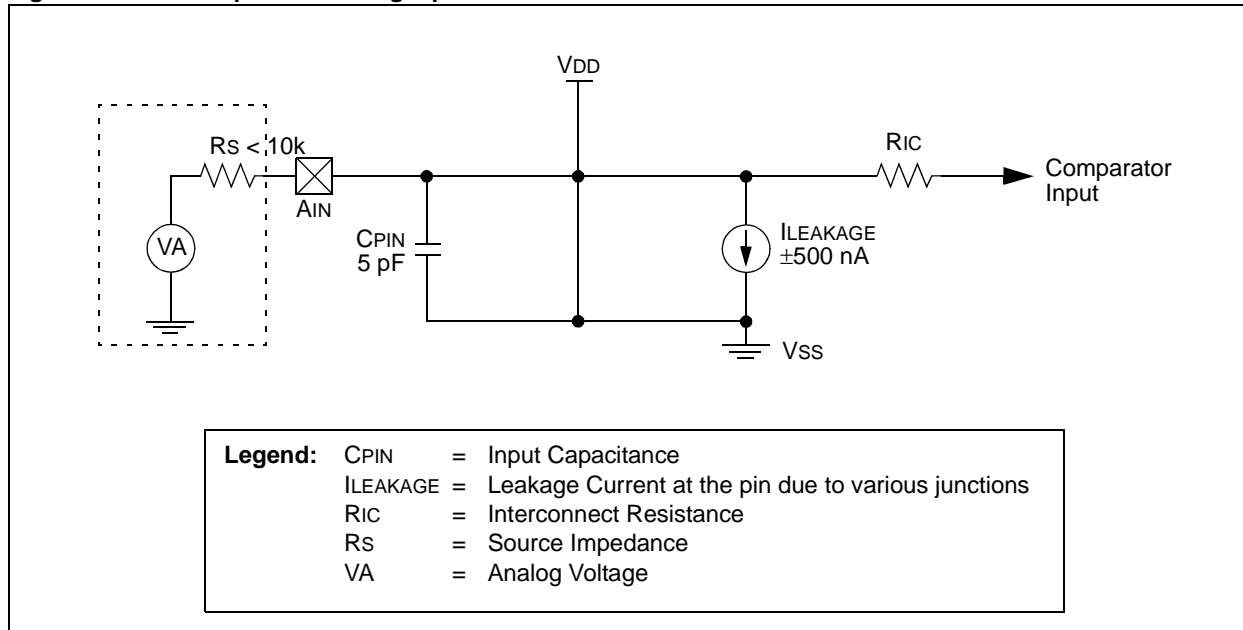 VDD
RS < 10k
RIC
Comparator
Input
AIN
VA
CPIN
5 pF
ILEAKAGE
±500 nA
VSS
Legend: CPIN = Input Capacitance
ILEAKAGE = Leakage Current at the pin due to various junctions
RIC = Interconnect Resistance
RS = Source Impedance
VA = Analog Voltage